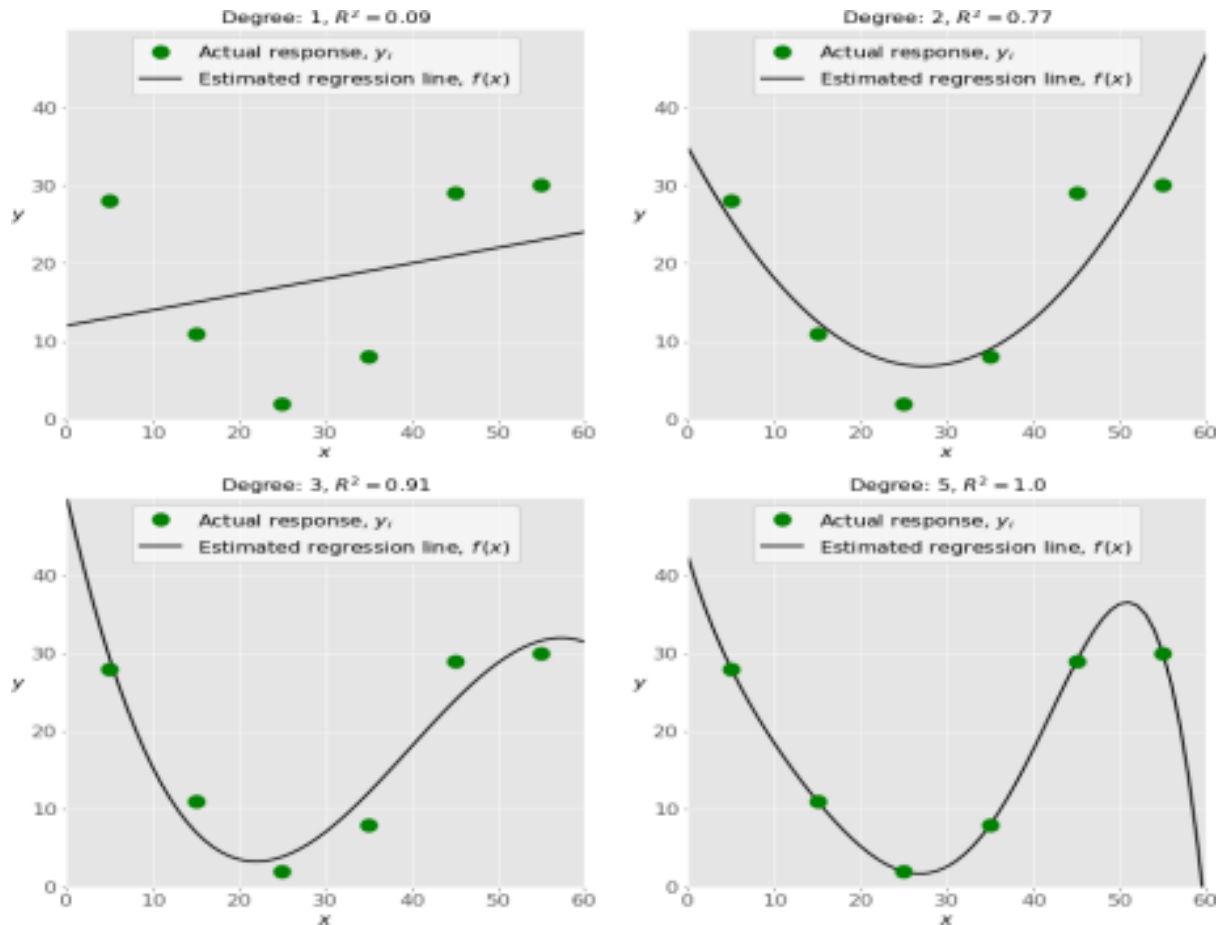 Degree: 1, R² = 0.09
Actual response, yᵢ
Estimated regression line, f(x)
40
30
y
20
10
0
0 10 20 30 40 50 60
x
Degree: 2, R² = 0.77
Actual response, yᵢ
Estimated regression line, f(x)
40
30
y
20
10
0
0 10 20 30 40 50 60
x
Degree: 3, R² = 0.91
Actual response, yᵢ
Estimated regression line, f(x)
40
30
y
20
10
0
0 10 20 30 40 50 60
x
Degree: 5, R² = 1.0
Actual response, yᵢ
Estimated regression line, f(x)
40
30
y
20
10
0
0 10 20 30 40 50 60
x